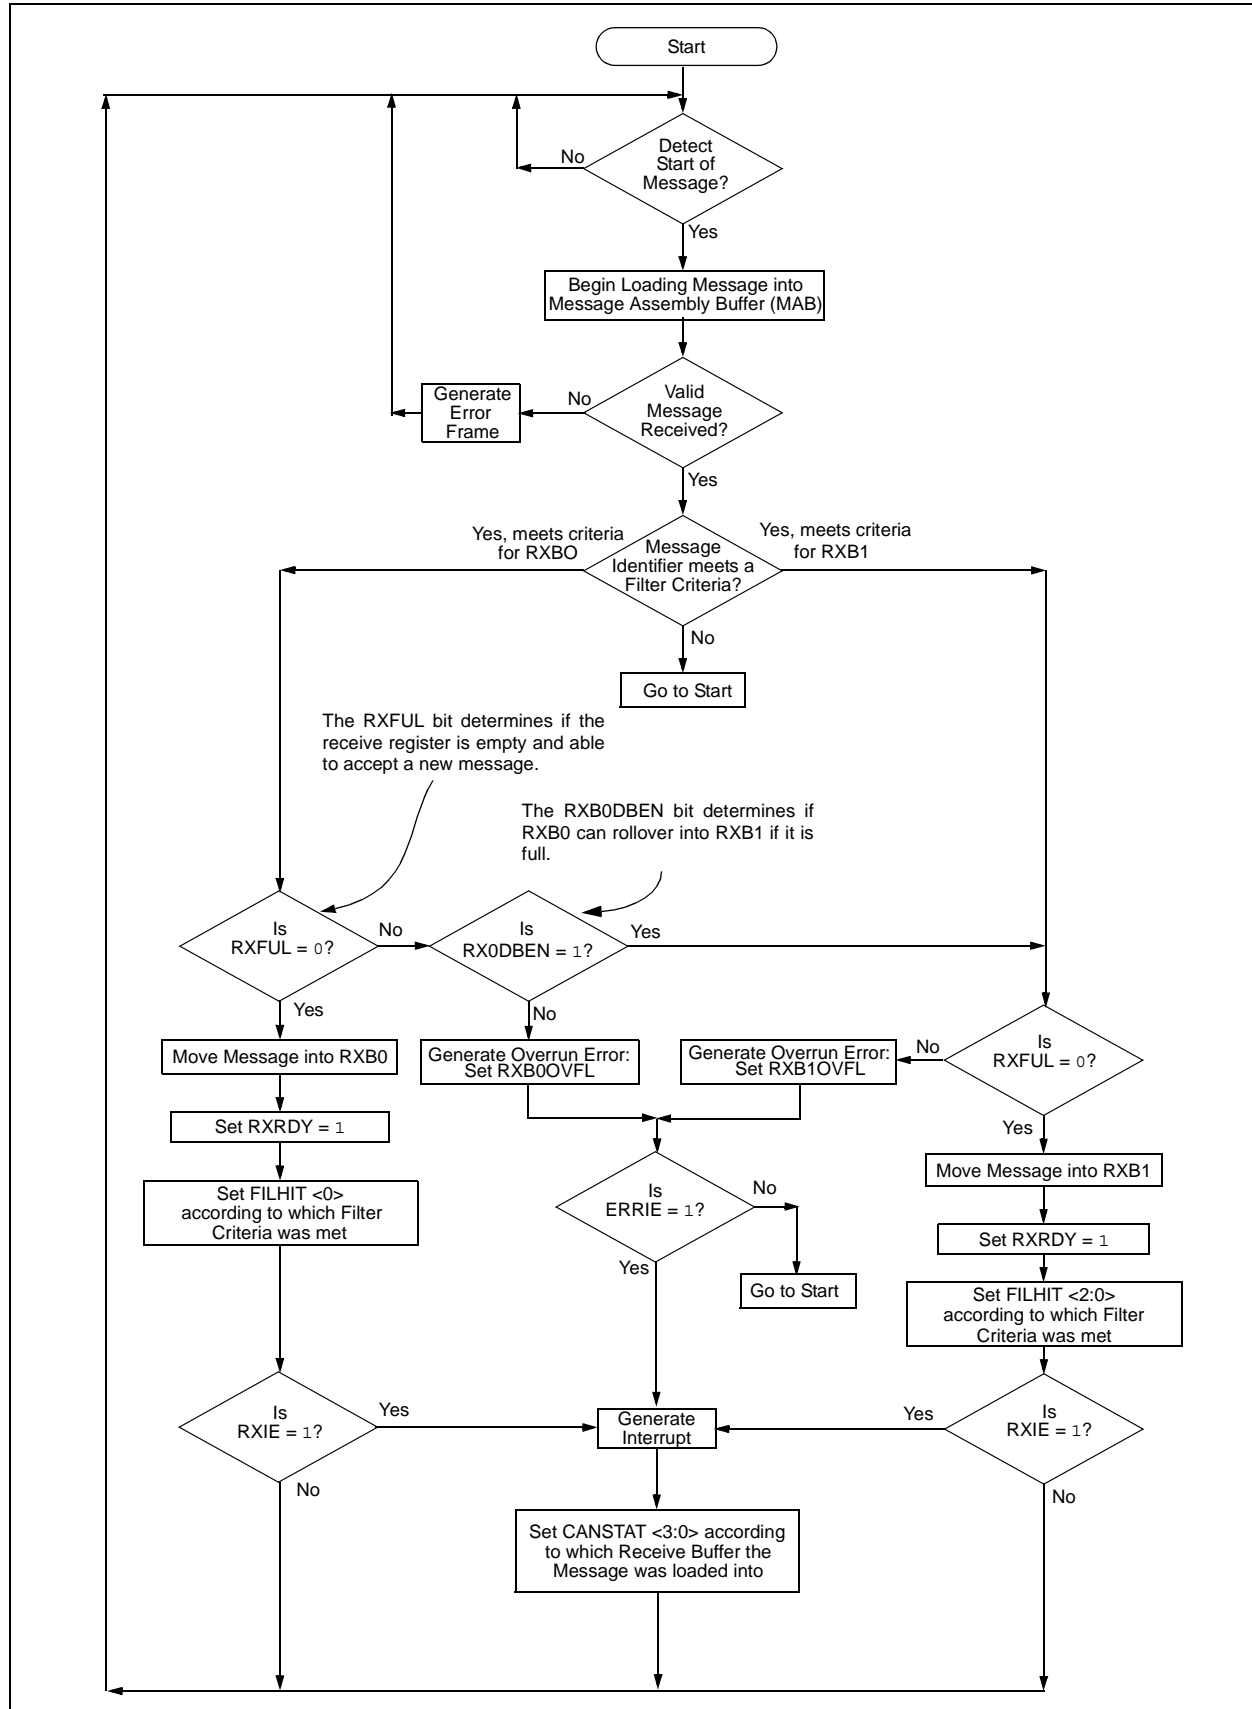 Start
Detect
Start of
Message?
No
Yes
Begin Loading Message into
Message Assembly Buffer (MAB)
Valid
Message
Received?
No
Generate
Error
Frame
Yes
Yes, meets criteria
for RXBO
Message
Identifier meets a
Filter Criteria?
Yes, meets criteria
for RXB1
No
Go to Start
The RXFUL bit determines if the
receive register is empty and able
to accept a new message.
The RXB0DBEN bit determines if
RXB0 can rollover into RXB1 if it is
full.
Is
RXFUL = 0?
No
Is
RX0DBEN = 1?
Yes
Yes
No
Move Message into RXB0
Generate Overrun Error:
Set RXB0OVFL
Generate Overrun Error:
Set RXB1OVFL
No
Is
RXFUL = 0?
Set RXRDY = 1
Yes
Set FILHIT <0>
according to which Filter
Criteria was met
Is
ERRIE = 1?
No
Move Message into RXB1
Yes
Go to Start
Set RXRDY = 1
Set FILHIT <2:0>
according to which Filter
Criteria was met
Is
RXIE = 1?
Yes
Generate
Interrupt
Yes
Is
RXIE = 1?
No
No
Set CANSTAT <3:0> according
to which Receive Buffer the
Message was loaded into